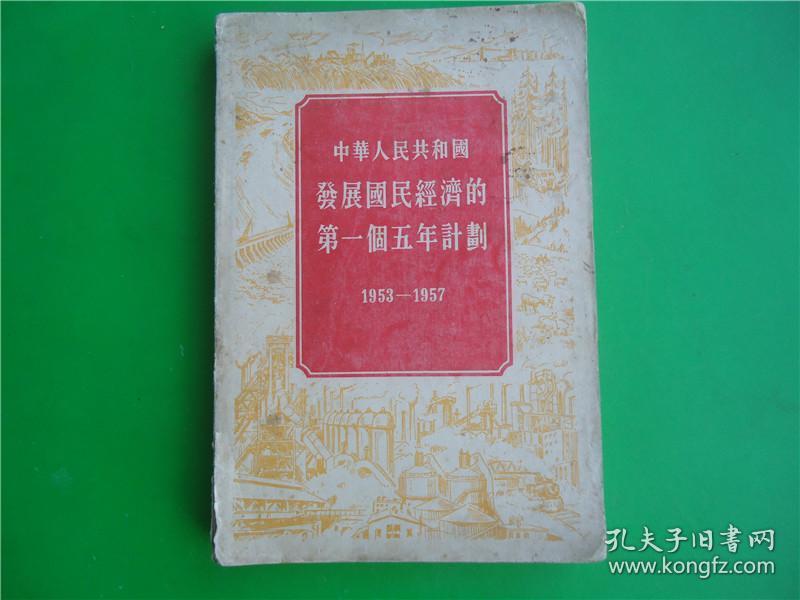 中華人民共和國
發展國民經濟的
第一個五年計劃
1953—1957
孔夫子旧书网
www.kongfz.com